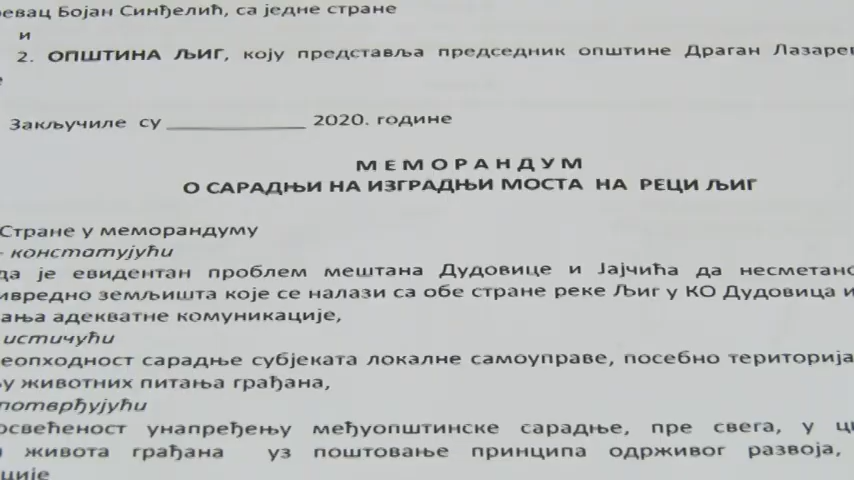 Бојан Синђелић, са једне стране
и
2. ОПШТИНА ЉИГ, коју представља председник општине Драган
Закључиле су ______________ 2020. године
М Е М О Р А Н Д У М
О САРАДЊИ НА ИЗГРАДЊИ МОСТА НА РЕЦИ ЉИГ
Стране у меморандуму
- констатујући
да је евидентан проблем мештана Дудовице и Јајчића да
земљишта које се налази са обе стране реке Љиг у КО Дудовица и
адекватне комуникације,
истичући
сарадње субјеката локалне самоуправе, посебно
животних питања грађана,
потврђујући
унапређењу међуопштинске сарадње, пре свега, у
живота грађана уз поштовање принципа одрживог развоја,